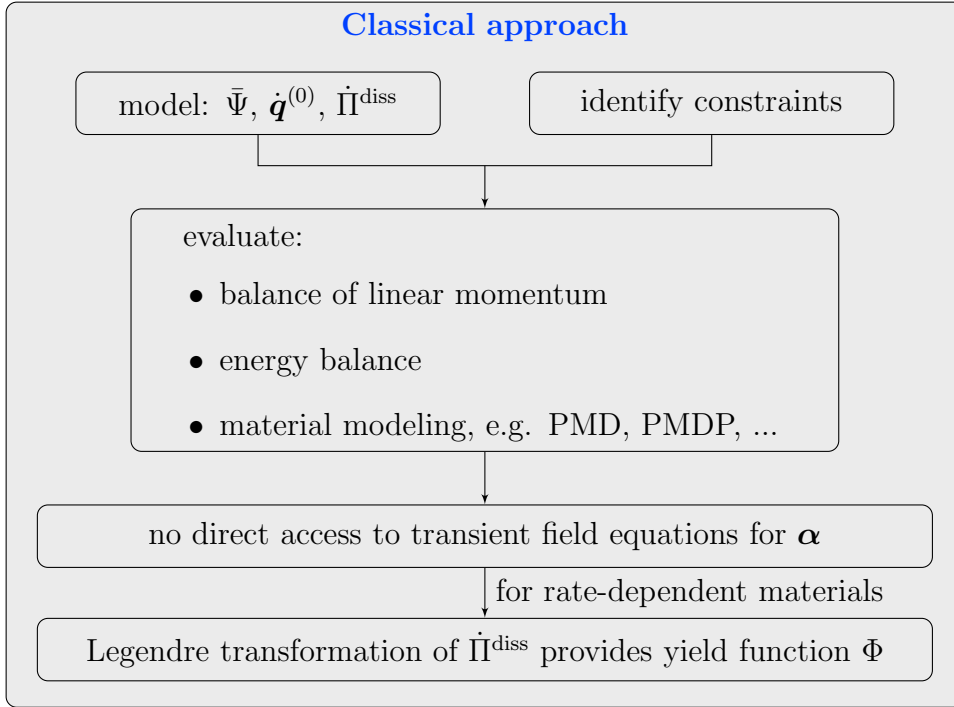 Classical approach
model: Ψ̄, q̇⁽⁰⁾, Π̇ᵈⁱˢˢ
identify constraints
evaluate:
• balance of linear momentum
• energy balance
• material modeling, e.g. PMD, PMDP, ...
no direct access to transient field equations for α
for rate-dependent materials
Legendre transformation of Π̇ᵈⁱˢˢ provides yield function Φ